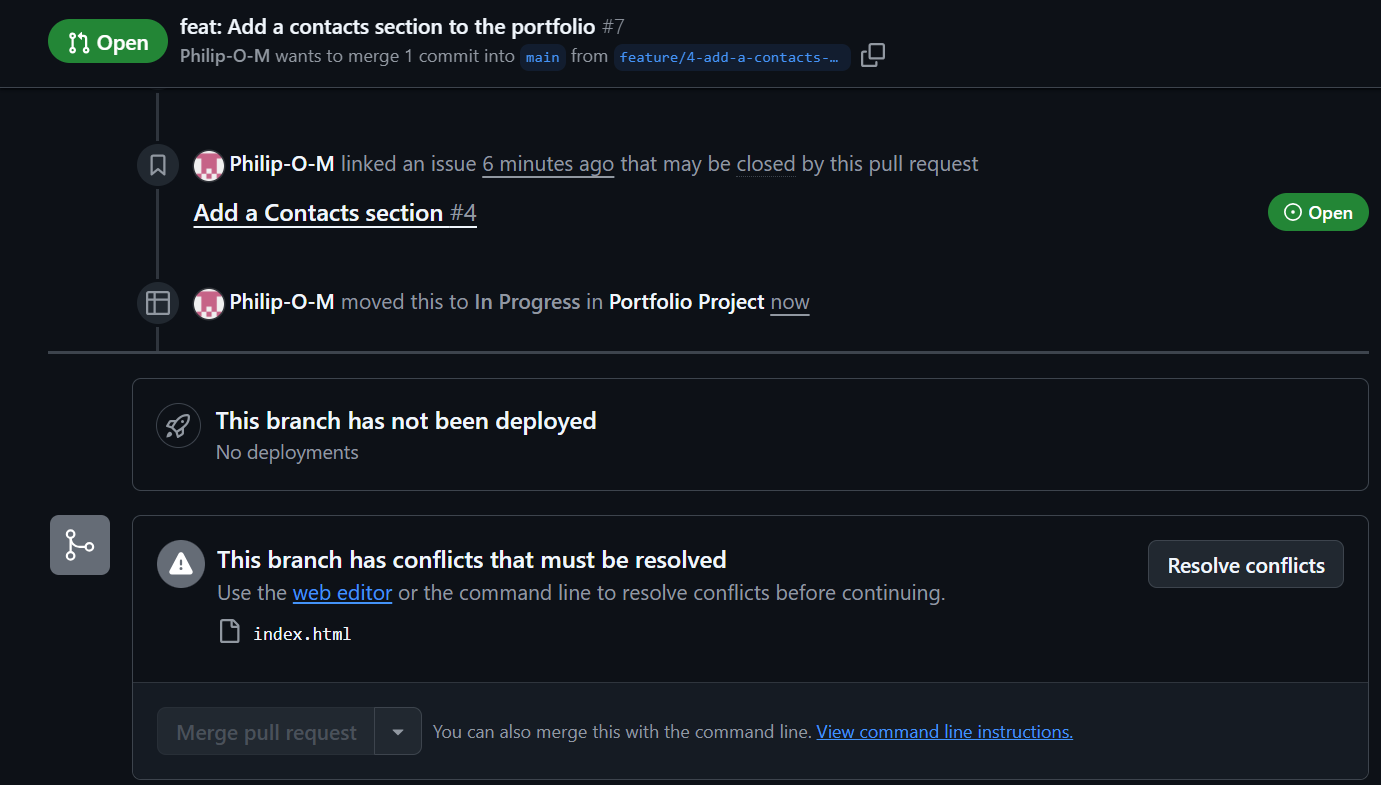 Open
feat: Add a contacts section to the portfolio #7
Philip-O-M wants to merge 1 commit into main from feature/4-add-a-contacts-…
Philip-O-M linked an issue 6 minutes ago that may be closed by this pull request
Add a Contacts section #4
Open
Philip-O-M moved this to In Progress in Portfolio Project now
This branch has not been deployed
No deployments
This branch has conflicts that must be resolved
Use the web editor or the command line to resolve conflicts before continuing.
Resolve conflicts
index.html
Merge pull request
You can also merge this with the command line. View command line instructions.